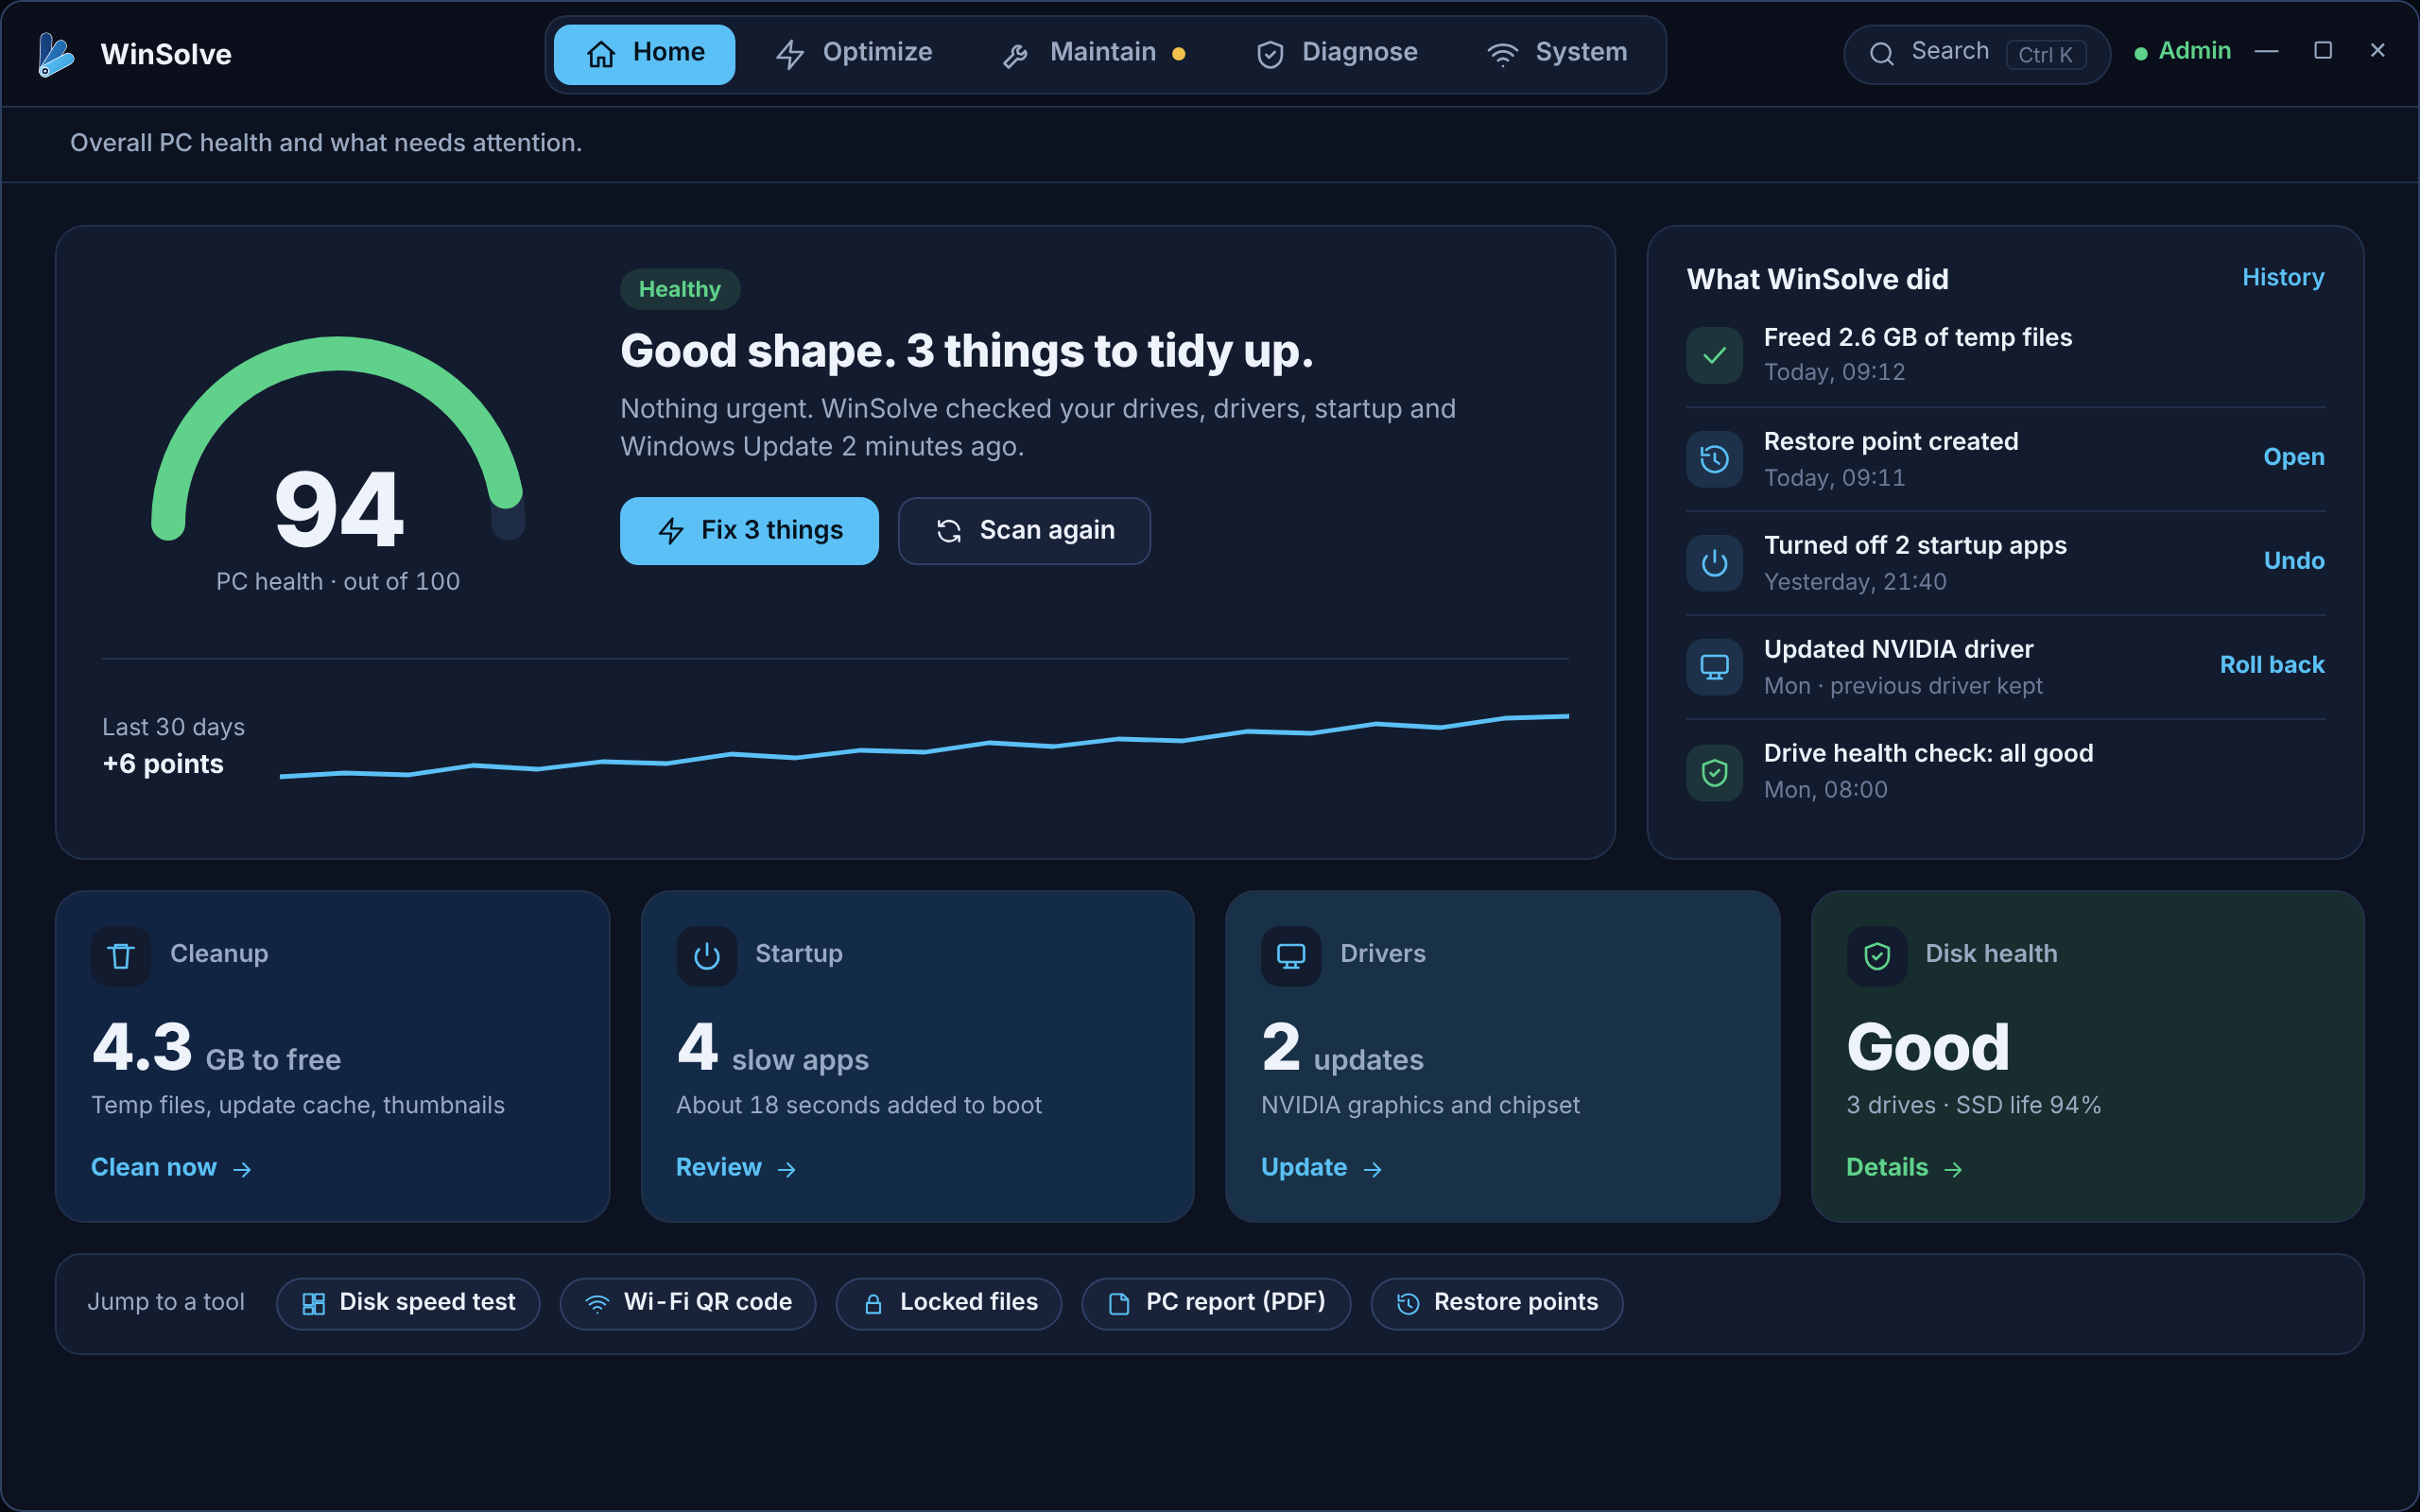 WinSolve
Home
Optimize
Maintain
Diagnose
System
Search
Ctrl K
Admin
Overall PC health and what needs attention.
94
PC health · out of 100
Healthy
Good shape. 3 things to tidy up.
Nothing urgent. WinSolve checked your drives, drivers, startup and
Windows Update 2 minutes ago.
Fix 3 things
Scan again
Last 30 days
+6 points
What WinSolve did
History
Freed 2.6 GB of temp files
Today, 09:12
Restore point created
Today, 09:11
Open
Turned off 2 startup apps
Yesterday, 21:40
Undo
Updated NVIDIA driver
Mon · previous driver kept
Roll back
Drive health check: all good
Mon, 08:00
Cleanup
4.3 GB to free
Temp files, update cache, thumbnails
Clean now →
Startup
4 slow apps
About 18 seconds added to boot
Review →
Drivers
2 updates
NVIDIA graphics and chipset
Update →
Disk health
Good
3 drives · SSD life 94%
Details →
Jump to a tool
Disk speed test
Wi-Fi QR code
Locked files
PC report (PDF)
Restore points